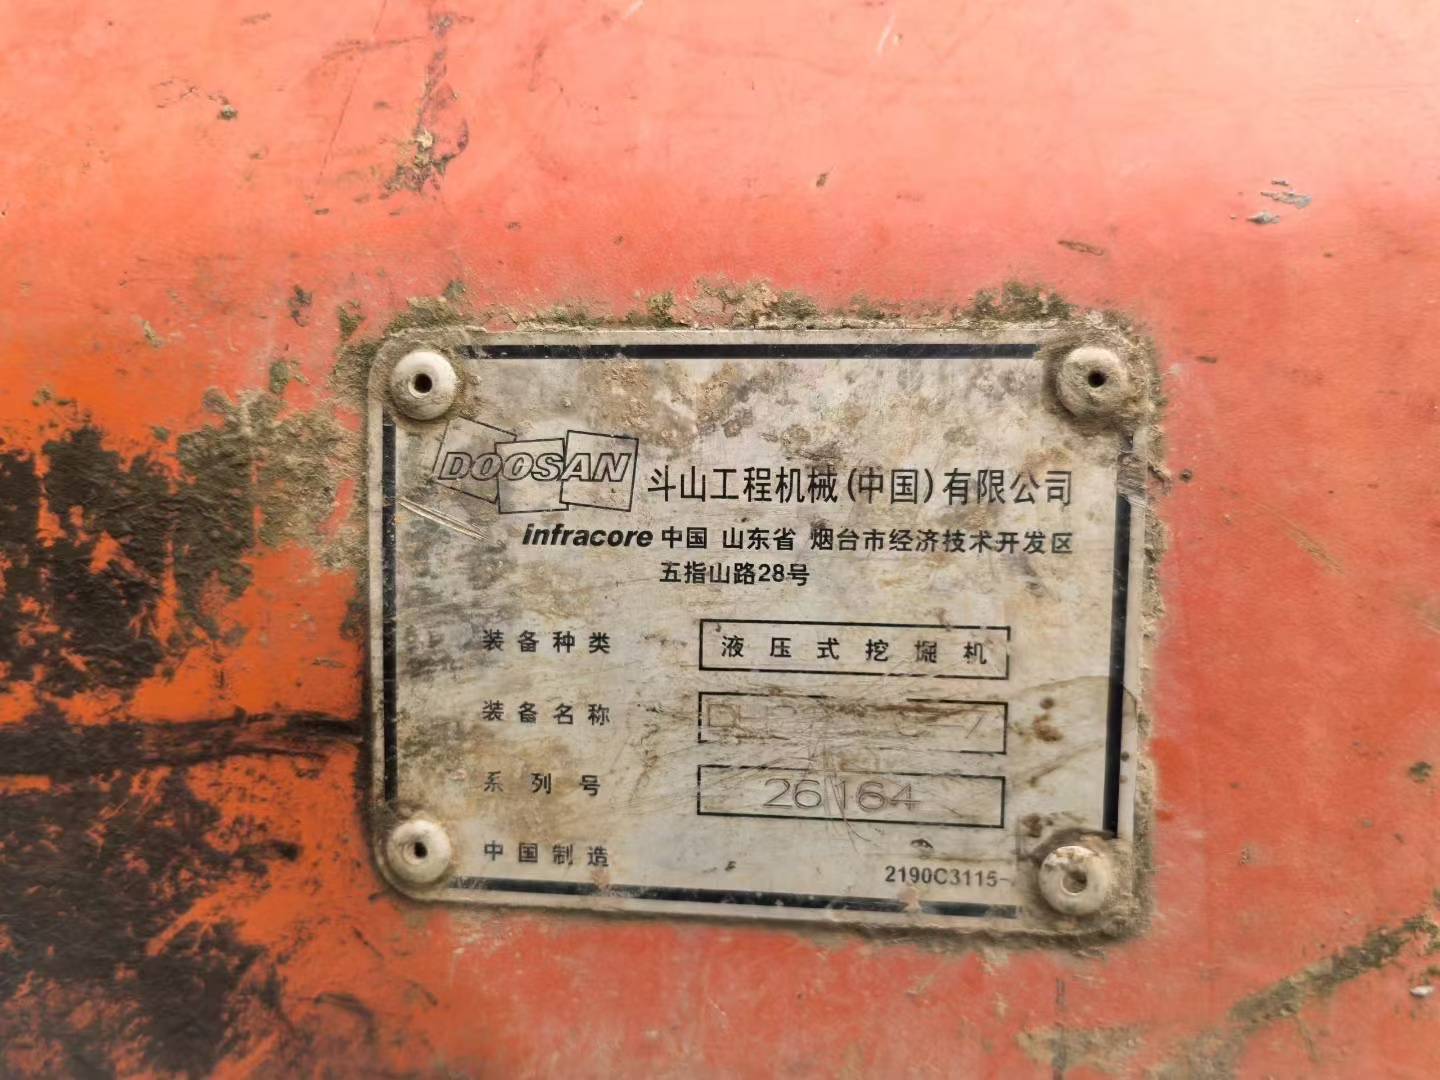 DOOSAN 斗山工程机械(中国)有限公司
infracore 中国 山东省 烟台市经济技术开发区
五指山路28号
装备种类 液压式挖掘机
装备名称
系列号 26164
中国制造
2190C3115-